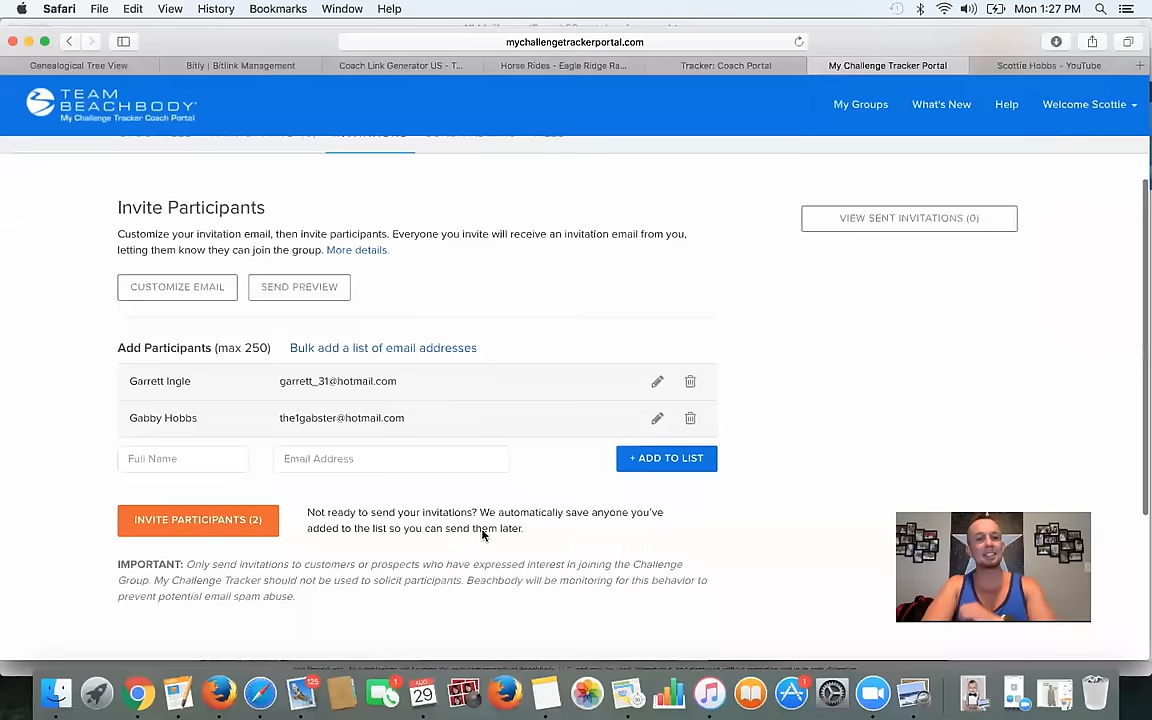 Safari File Edit View History Bookmarks Window Help Mon 1:27 PM
mychallengetrackerportal.com
Genealogical Tree View Bitly | Bitlink Management Coach Link Generator US - T... Horse Rides - Eagle Ridge Ra... Tracker: Coach Portal My Challenge Tracker Portal Scottie Hobbs - YouTube
TEAM
BEACHBODY
My Challenge Tracker Coach Portal
My Groups What's New Help Welcome Scottie
Invite Participants
VIEW SENT INVITATIONS (0)
Customize your invitation email, then invite participants. Everyone you invite will receive an invitation email from you,
letting them know they can join the group. More details.
CUSTOMIZE EMAIL SEND PREVIEW
Add Participants (max 250) Bulk add a list of email addresses
Garrett Ingle garrett_31@hotmail.com
Gabby Hobbs the1gabster@hotmail.com
Full Name Email Address + ADD TO LIST
INVITE PARTICIPANTS (2)
Not ready to send your invitations? We automatically save anyone you've
added to the list so you can send them later.
IMPORTANT: Only send invitations to customers or prospects who have expressed interest in joining the Challenge
Group. My Challenge Tracker should not be used to solicit participants. Beachbody will be monitoring for this behavior to
prevent potential email spam abuse.
125 1 AUG 29 1